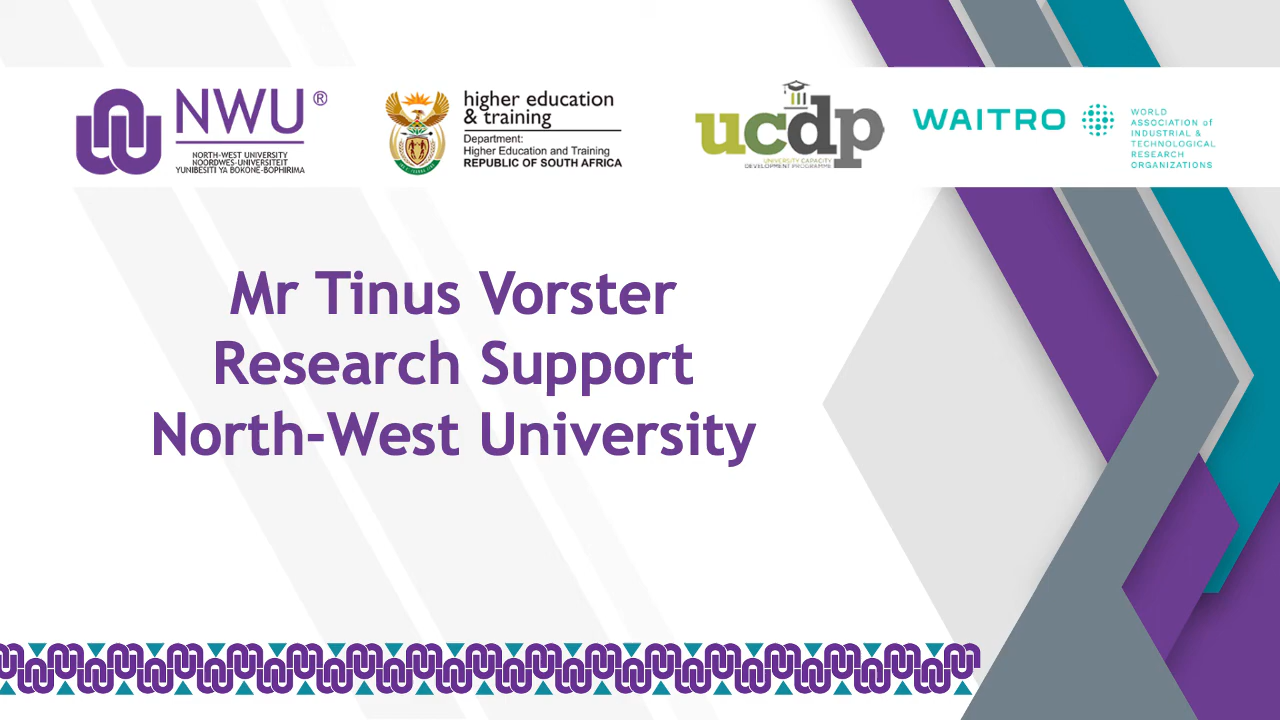 NWU®
NORTH-WEST UNIVERSITY
NOORDWES-UNIVERSITEIT
YUNIBESITI YA BOKONE-BOPHIRIMA
higher education
& training
Department:
Higher Education and Training
REPUBLIC OF SOUTH AFRICA
ucdp
UNIVERSITY CAPACITY
DEVELOPMENT PROGRAMME
WAITRO
WORLD
ASSOCIATION of
INDUSTRIAL &
TECHNOLOGICAL
RESEARCH
ORGANIZATIONS
Mr Tinus Vorster
Research Support
North-West University